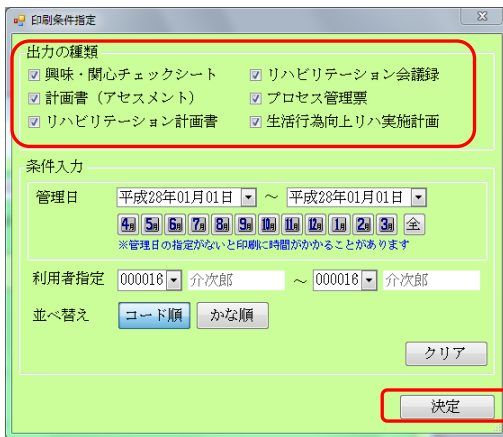 印刷条件指定
出力の種類
興味・関心チェックシート リハビリテーション会議録
計画書（アセスメント） プロセス管理票
リハビリテーション計画書 生活行為向上リハ実施計画
条件入力
管理日 平成28年01月01日 ～ 平成28年01月01日
4月 5月 6月 7月 8月 9月 10月 11月 12月 1月 2月 3月 全
※管理日の指定がないと印刷に時間がかかることがあります
利用者指定 000016 介次郎 ～ 000016 介次郎
並べ替え コード順 かな順
クリア
決定